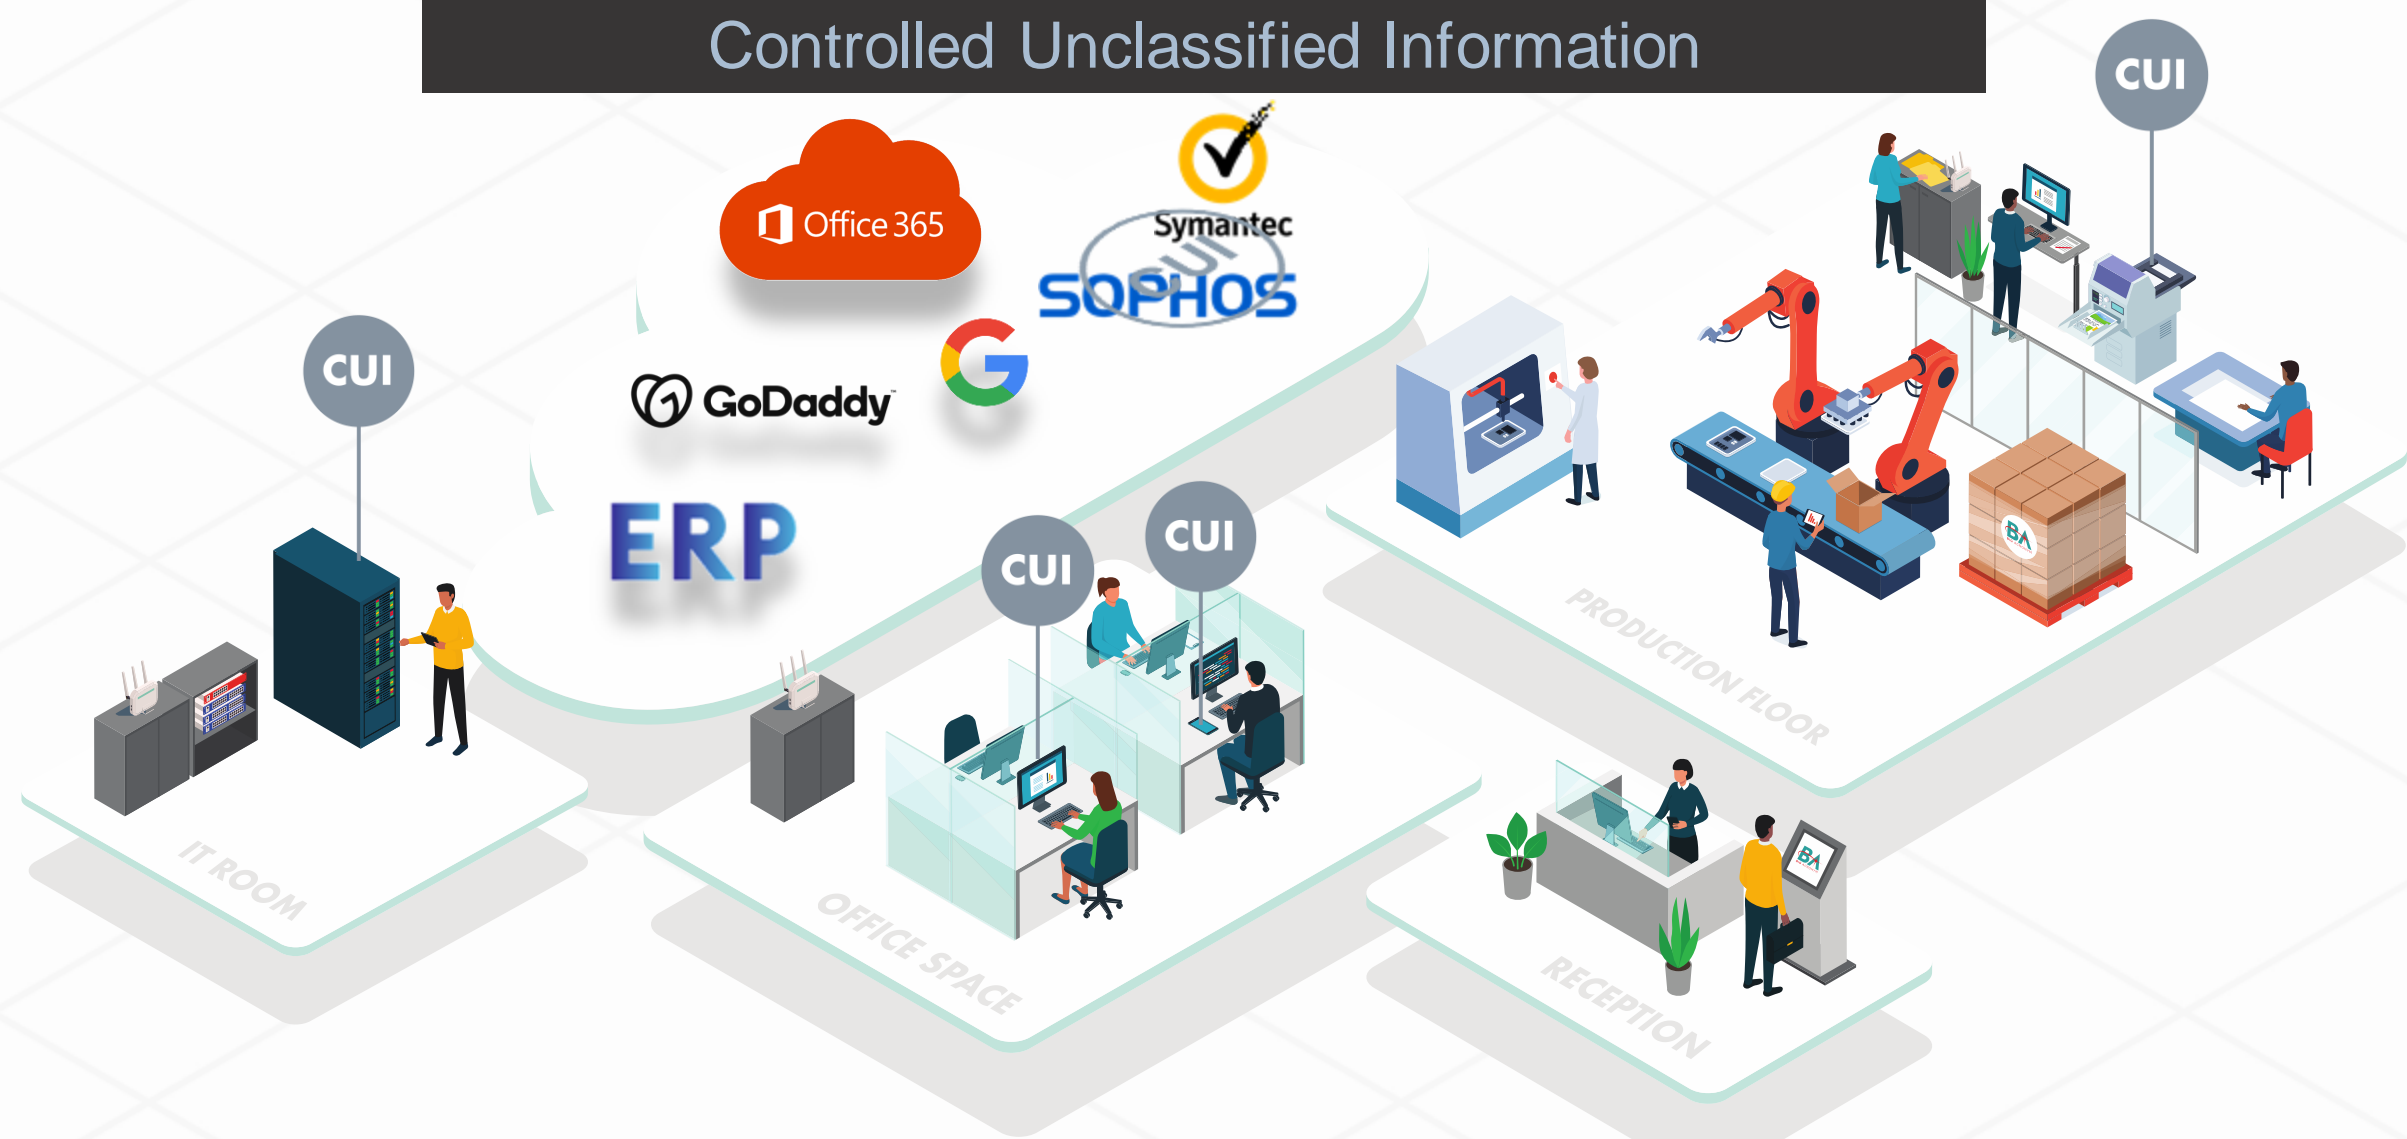 Controlled Unclassified Information
CUI
Office 365
Symantec
CUI
SOPHOS
CUI
GoDaddy
ERP
CUI
CUI
PRODUCTION FLOOR
BA
IT ROOM
OFFICE SPACE
BA
RECEPTION